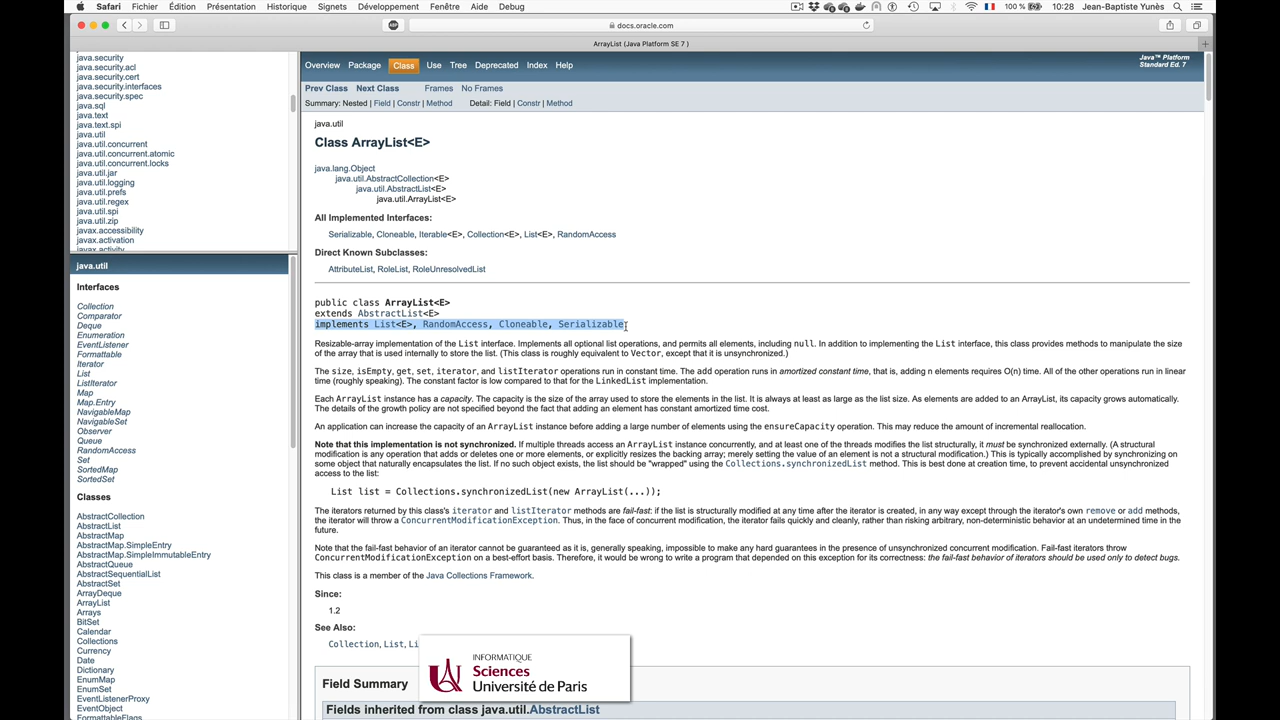 Safari Fichier Édition Présentation Historique Signets Développement Fenêtre Aide Debug 100 % 10:28 Jean-Baptiste Yunès
docs.oracle.com
ArrayList (Java Platform SE 7 )
java.security
java.security.acl
java.security.cert
java.security.interfaces
java.security.spec
java.sql
java.text
java.text.spi
java.util
java.util.concurrent
java.util.concurrent.atomic
java.util.concurrent.locks
java.util.jar
java.util.logging
java.util.prefs
java.util.regex
java.util.spi
java.util.zip
javax.accessibility
javax.activation
javax.activity
java.util
Interfaces
Collection
Comparator
Deque
Enumeration
EventListener
Formattable
Iterator
List
ListIterator
Map
Map.Entry
NavigableMap
NavigableSet
Observer
Queue
RandomAccess
Set
SortedMap
SortedSet
Classes
AbstractCollection
AbstractList
AbstractMap
AbstractMap.SimpleEntry
AbstractMap.SimpleImmutableEntry
AbstractQueue
AbstractSequentialList
AbstractSet
ArrayDeque
ArrayList
Arrays
BitSet
Calendar
Collections
Currency
Date
Dictionary
EnumMap
EnumSet
EventListenerProxy
EventObject
FormattableFlags
Overview Package Class Use Tree Deprecated Index Help
Java™ Platform
Standard Ed. 7
Prev Class Next Class Frames No Frames
Summary: Nested | Field | Constr | Method Detail: Field | Constr | Method
java.util
Class ArrayList<E>
java.lang.Object
java.util.AbstractCollection<E>
java.util.AbstractList<E>
java.util.ArrayList<E>
All Implemented Interfaces:
Serializable, Cloneable, Iterable<E>, Collection<E>, List<E>, RandomAccess
Direct Known Subclasses:
AttributeList, RoleList, RoleUnresolvedList
public class ArrayList<E>
extends AbstractList<E>
implements List<E>, RandomAccess, Cloneable, Serializable
Resizable-array implementation of the List interface. Implements all optional list operations, and permits all elements, including null. In addition to implementing the List interface, this class provides methods to manipulate the size
of the array that is used internally to store the list. (This class is roughly equivalent to Vector, except that it is unsynchronized.)
The size, isEmpty, get, set, iterator, and listIterator operations run in constant time. The add operation runs in amortized constant time, that is, adding n elements requires O(n) time. All of the other operations run in linear
time (roughly speaking). The constant factor is low compared to that for the LinkedList implementation.
Each ArrayList instance has a capacity. The capacity is the size of the array used to store the elements in the list. It is always at least as large as the list size. As elements are added to an ArrayList, its capacity grows automatically.
The details of the growth policy are not specified beyond the fact that adding an element has constant amortized time cost.
An application can increase the capacity of an ArrayList instance before adding a large number of elements using the ensureCapacity operation. This may reduce the amount of incremental reallocation.
Note that this implementation is not synchronized. If multiple threads access an ArrayList instance concurrently, and at least one of the threads modifies the list structurally, it must be synchronized externally. (A structural
modification is any operation that adds or deletes one or more elements, or explicitly resizes the backing array; merely setting the value of an element is not a structural modification.) This is typically accomplished by synchronizing on
some object that naturally encapsulates the list. If no such object exists, the list should be "wrapped" using the Collections.synchronizedList method. This is best done at creation time, to prevent accidental unsynchronized
access to the list:
List list = Collections.synchronizedList(new ArrayList(...));
The iterators returned by this class's iterator and listIterator methods are fail-fast: if the list is structurally modified at any time after the iterator is created, in any way except through the iterator's own remove or add methods,
the iterator will throw a ConcurrentModificationException. Thus, in the face of concurrent modification, the iterator fails quickly and cleanly, rather than risking arbitrary, non-deterministic behavior at an undetermined time in the
future.
Note that the fail-fast behavior of an iterator cannot be guaranteed as it is, generally speaking, impossible to make any hard guarantees in the presence of unsynchronized concurrent modification. Fail-fast iterators throw
ConcurrentModificationException on a best-effort basis. Therefore, it would be wrong to write a program that depended on this exception for its correctness: the fail-fast behavior of iterators should be used only to detect bugs.
This class is a member of the Java Collections Framework.
Since:
1.2
See Also:
Collection, List, Li
INFORMATIQUE
Sciences
Université de Paris
Field Summary
Fields inherited from class java.util.AbstractList